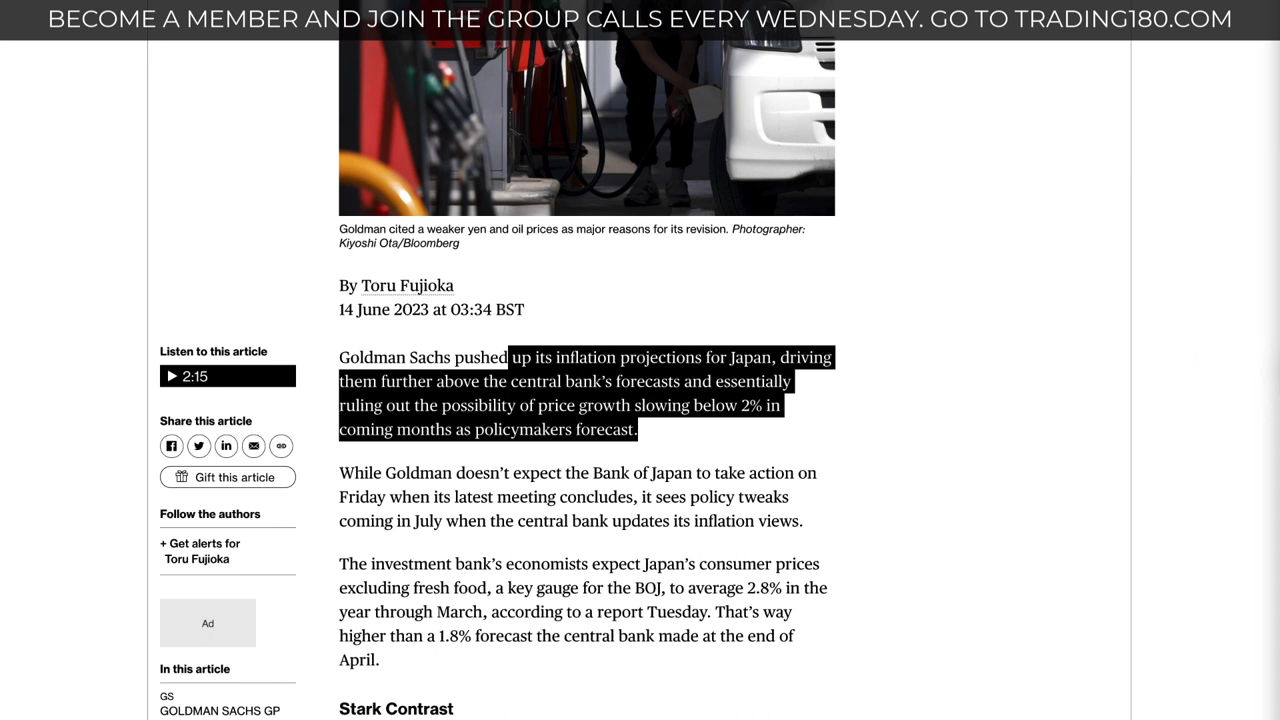 BECOME A MEMBER AND JOIN THE GROUP CALLS EVERY WEDNESDAY. GO TO TRADING180.COM
Goldman cited a weaker yen and oil prices as major reasons for its revision. Photographer:
Kiyoshi Ota/Bloomberg
By Toru Fujioka
14 June 2023 at 03:34 BST
Listen to this article
2:15
Share this article
Gift this article
Follow the authors
+ Get alerts for
Toru Fujioka
Ad
In this article
GS
GOLDMAN SACHS GP
Goldman Sachs pushed up its inflation projections for Japan, driving
them further above the central bank’s forecasts and essentially
ruling out the possibility of price growth slowing below 2% in
coming months as policymakers forecast.
While Goldman doesn’t expect the Bank of Japan to take action on
Friday when its latest meeting concludes, it sees policy tweaks
coming in July when the central bank updates its inflation views.
The investment bank’s economists expect Japan’s consumer prices
excluding fresh food, a key gauge for the BOJ, to average 2.8% in the
year through March, according to a report Tuesday. That’s way
higher than a 1.8% forecast the central bank made at the end of
April.
Stark Contrast